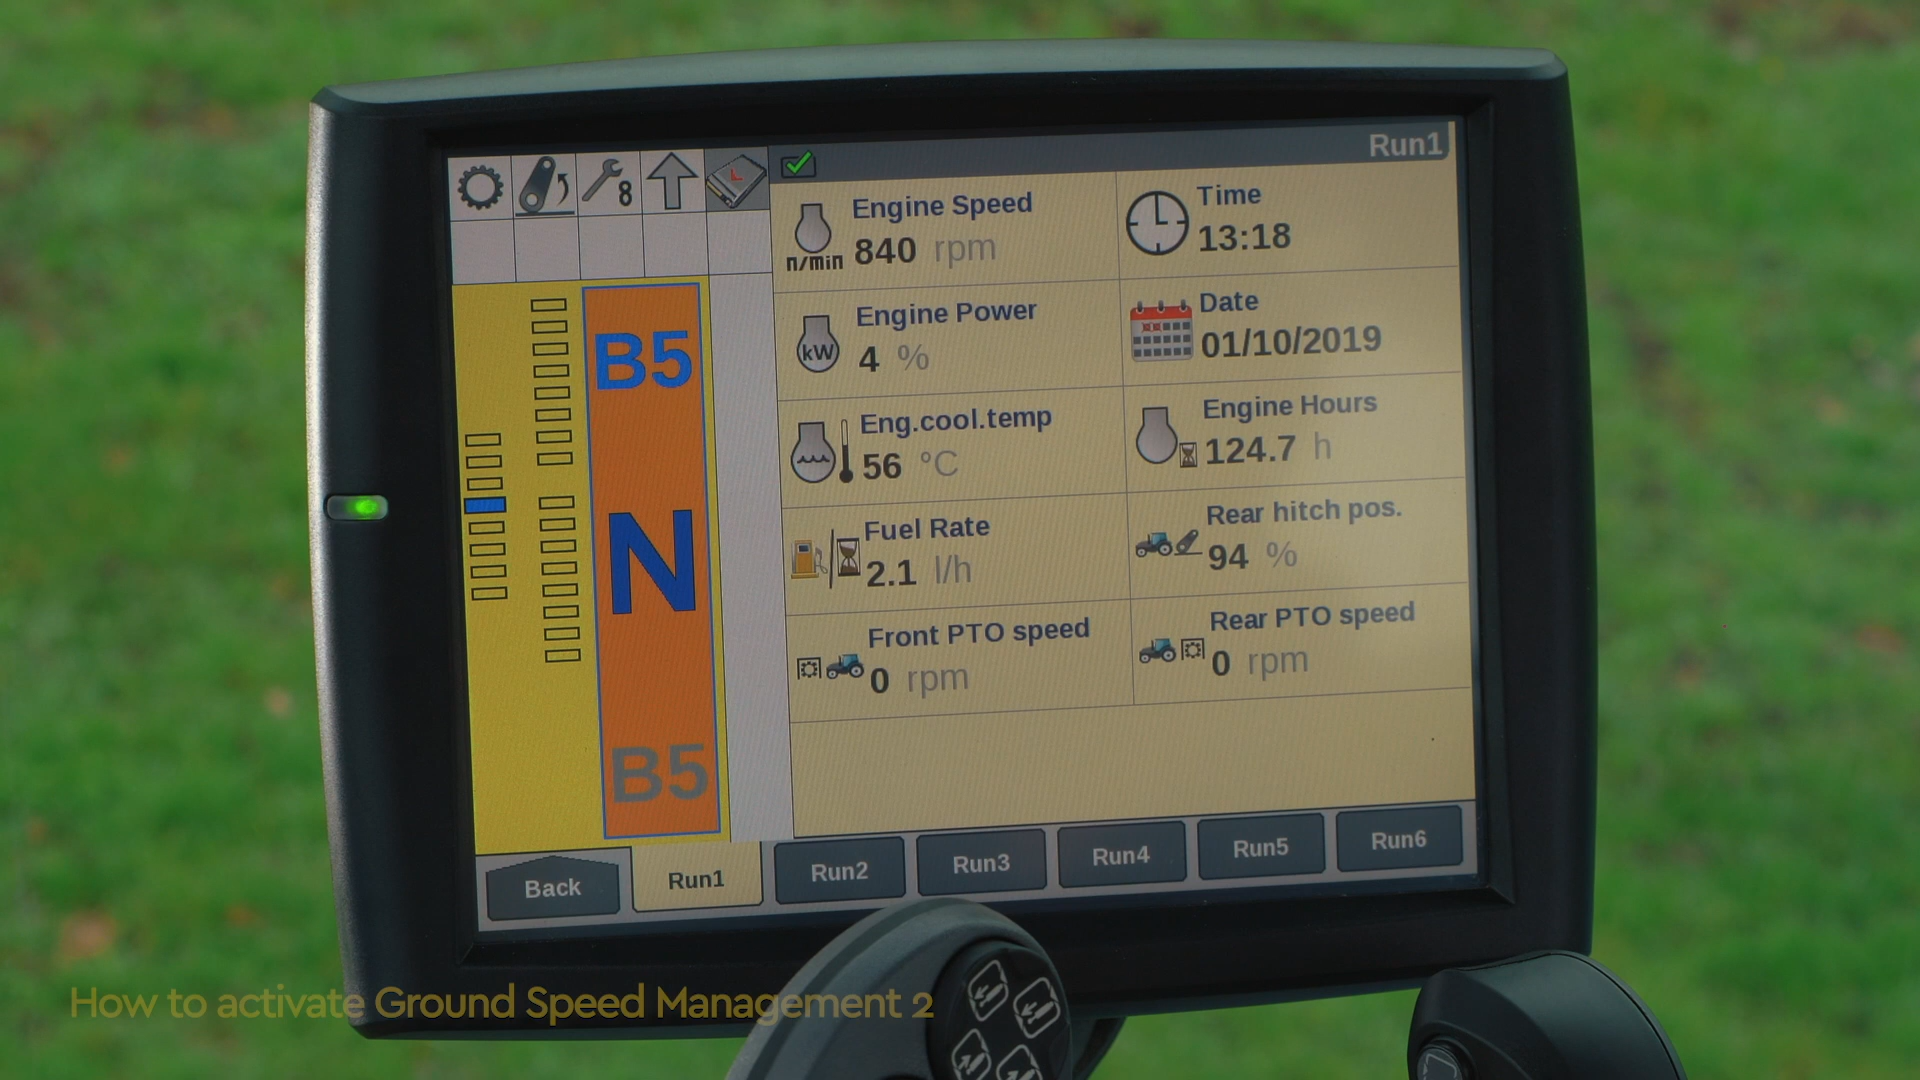 8
Run1
Engine Speed
n/min 840 rpm
Time
13:18
Engine Power
kW 4 %
Date
01/10/2019
Eng.cool.temp
56 °C
Engine Hours
124.7 h
Fuel Rate
2.1 l/h
Rear hitch pos.
94 %
Front PTO speed
0 rpm
Rear PTO speed
0 rpm
B5
N
B5
Back Run1 Run2 Run3 Run4 Run5 Run6
How to activate Ground Speed Management 2